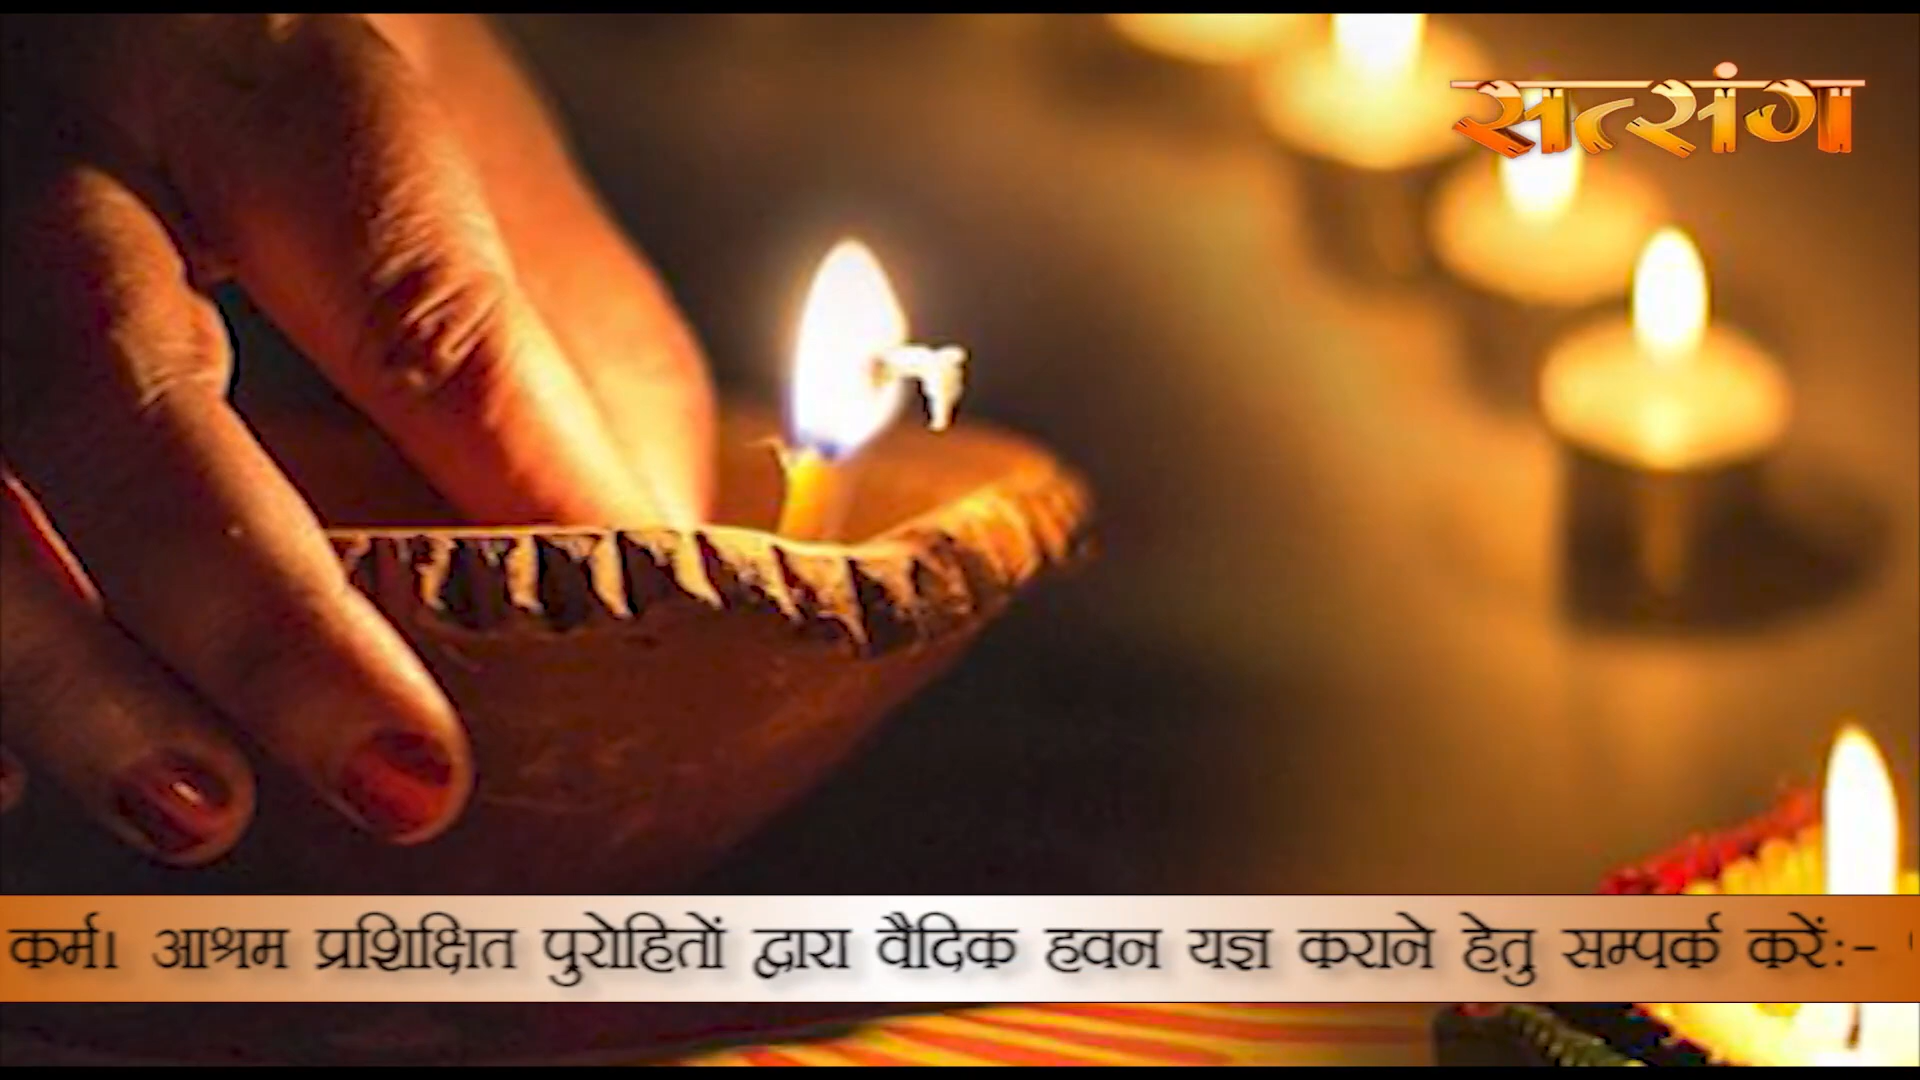 सत्संग
कर्म। आश्रम प्रशिक्षित पुरोहितों द्वारा वैदिक हवन यज्ञ कराने हेतु सम्पर्क करें:-